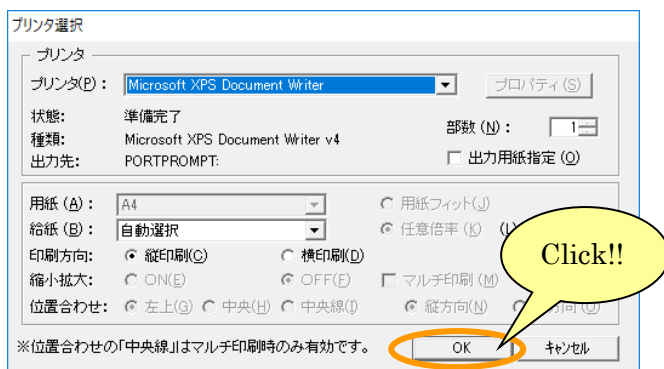 プリンタ選択
プリンタ
プリンタ(P): Microsoft XPS Document Writer プロパティ(S)
状態: 準備完了
種類: Microsoft XPS Document Writer v4 部数(N): 1
出力先: PORTPROMPT: 出力用紙指定(O)
用紙(A): A4 用紙フィット(J)
給紙(B): 自動選択 任意倍率(K)
印刷方向: 縦印刷(C) 横印刷(D)
縮小拡大: ON(E) OFF(F) マルチ印刷(M)
位置合わせ: 左上(G) 中央(H) 中央線(I) 縦方向(N)
Click!!
※位置合わせの「中央線」はマルチ印刷時のみ有効です。 OK キャンセル